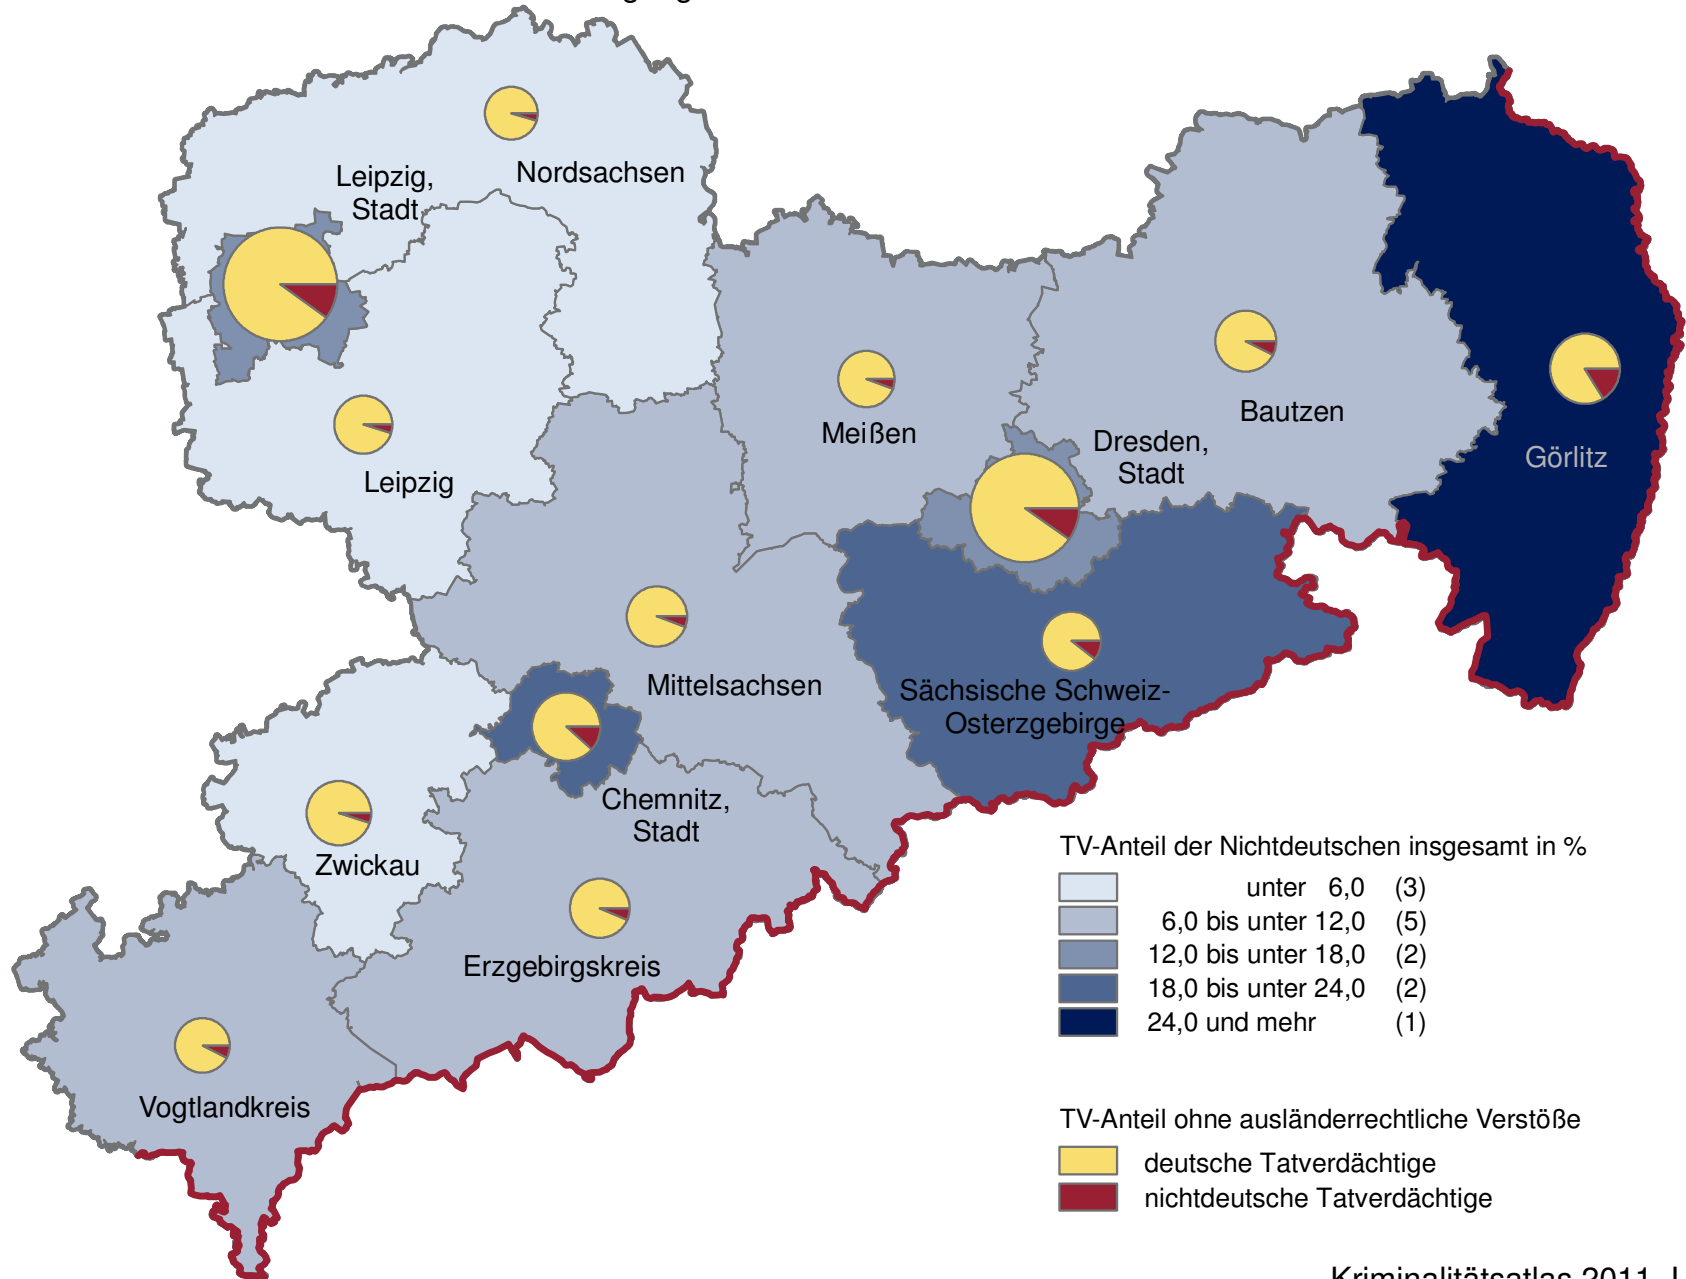 Nordsachsen
Leipzig,
Stadt
Leipzig
Meißen
Bautzen
Dresden,
Stadt
Görlitz
Mittelsachsen
Sächsische Schweiz-
Osterzgebirge
Chemnitz,
Stadt
Zwickau
Erzgebirgskreis
Vogtlandkreis
TV-Anteil der Nichtdeutschen insgesamt in %
unter 6,0 (3)
6,0 bis unter 12,0 (5)
12,0 bis unter 18,0 (2)
18,0 bis unter 24,0 (2)
24,0 und mehr (1)
TV-Anteil ohne ausländerrechtliche Verstöße
deutsche Tatverdächtige
nichtdeutsche Tatverdächtige
Kriminalitätsatlas 2011